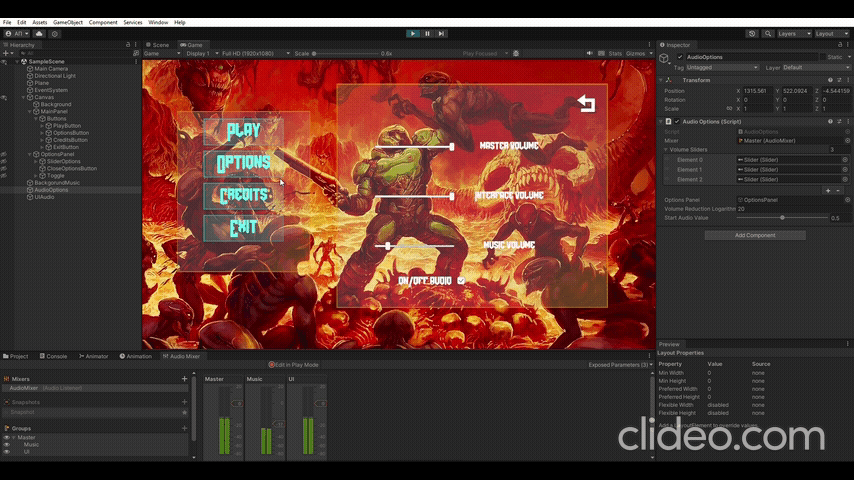 File Edit Assets GameObject Component Services Window Help
Hierarchy
SampleScene
Main Camera
Directional Light
Plane
EventSystem
Canvas
Background
MainPanel
Buttons
PlayButton
OptionsButton
CreditsButton
ExitButton
OptionsPanel
SliderOptions
CloseOptionsButton
Toggle
BackgroundMusic
AudioOptions
UIAudio
Scene Game
Game Display 1 Full HD (1920x1080) Scale 0.6x Play Focused Stats Gizmos
PLAY
OPTIONS
CREDITS
EXIT
MASTER VOLUME
INTERFACE VOLUME
MUSIC VOLUME
ON/OFF AUDIO
Layers Layout
Inspector
AudioOptions Static
Tag Untagged Layer Default
Transform
Position X 1315.561 Y 522.0924 Z -4.544159
Rotation X 0 Y 0 Z 0
Scale X 1 Y 1 Z 1
Audio Options (Script)
Script AudioOptions
Mixer Master (AudioMixer)
Volume Sliders 3
Element 0 Slider (Slider)
Element 1 Slider (Slider)
Element 2 Slider (Slider)
Options Panel OptionsPanel
Volume Reduction Logarithm 20
Start Audio Value 0.5
Add Component
Project Console Animator Animation Audio Mixer
Edit in Play Mode Exposed Parameters (3)
Mixers
AudioMixer (Audio Listener)
Snapshots
Snapshot
Groups
Master
Music
UI
Master Music UI
Preview
Layout Properties
Property Value Source
Min Width 0 none
Min Height 0 none
Preferred Width 0 none
Preferred Height 0 none
Flexible Width disabled none
Flexible Height disabled none
Add a LayoutElement to override values.
clideo.com